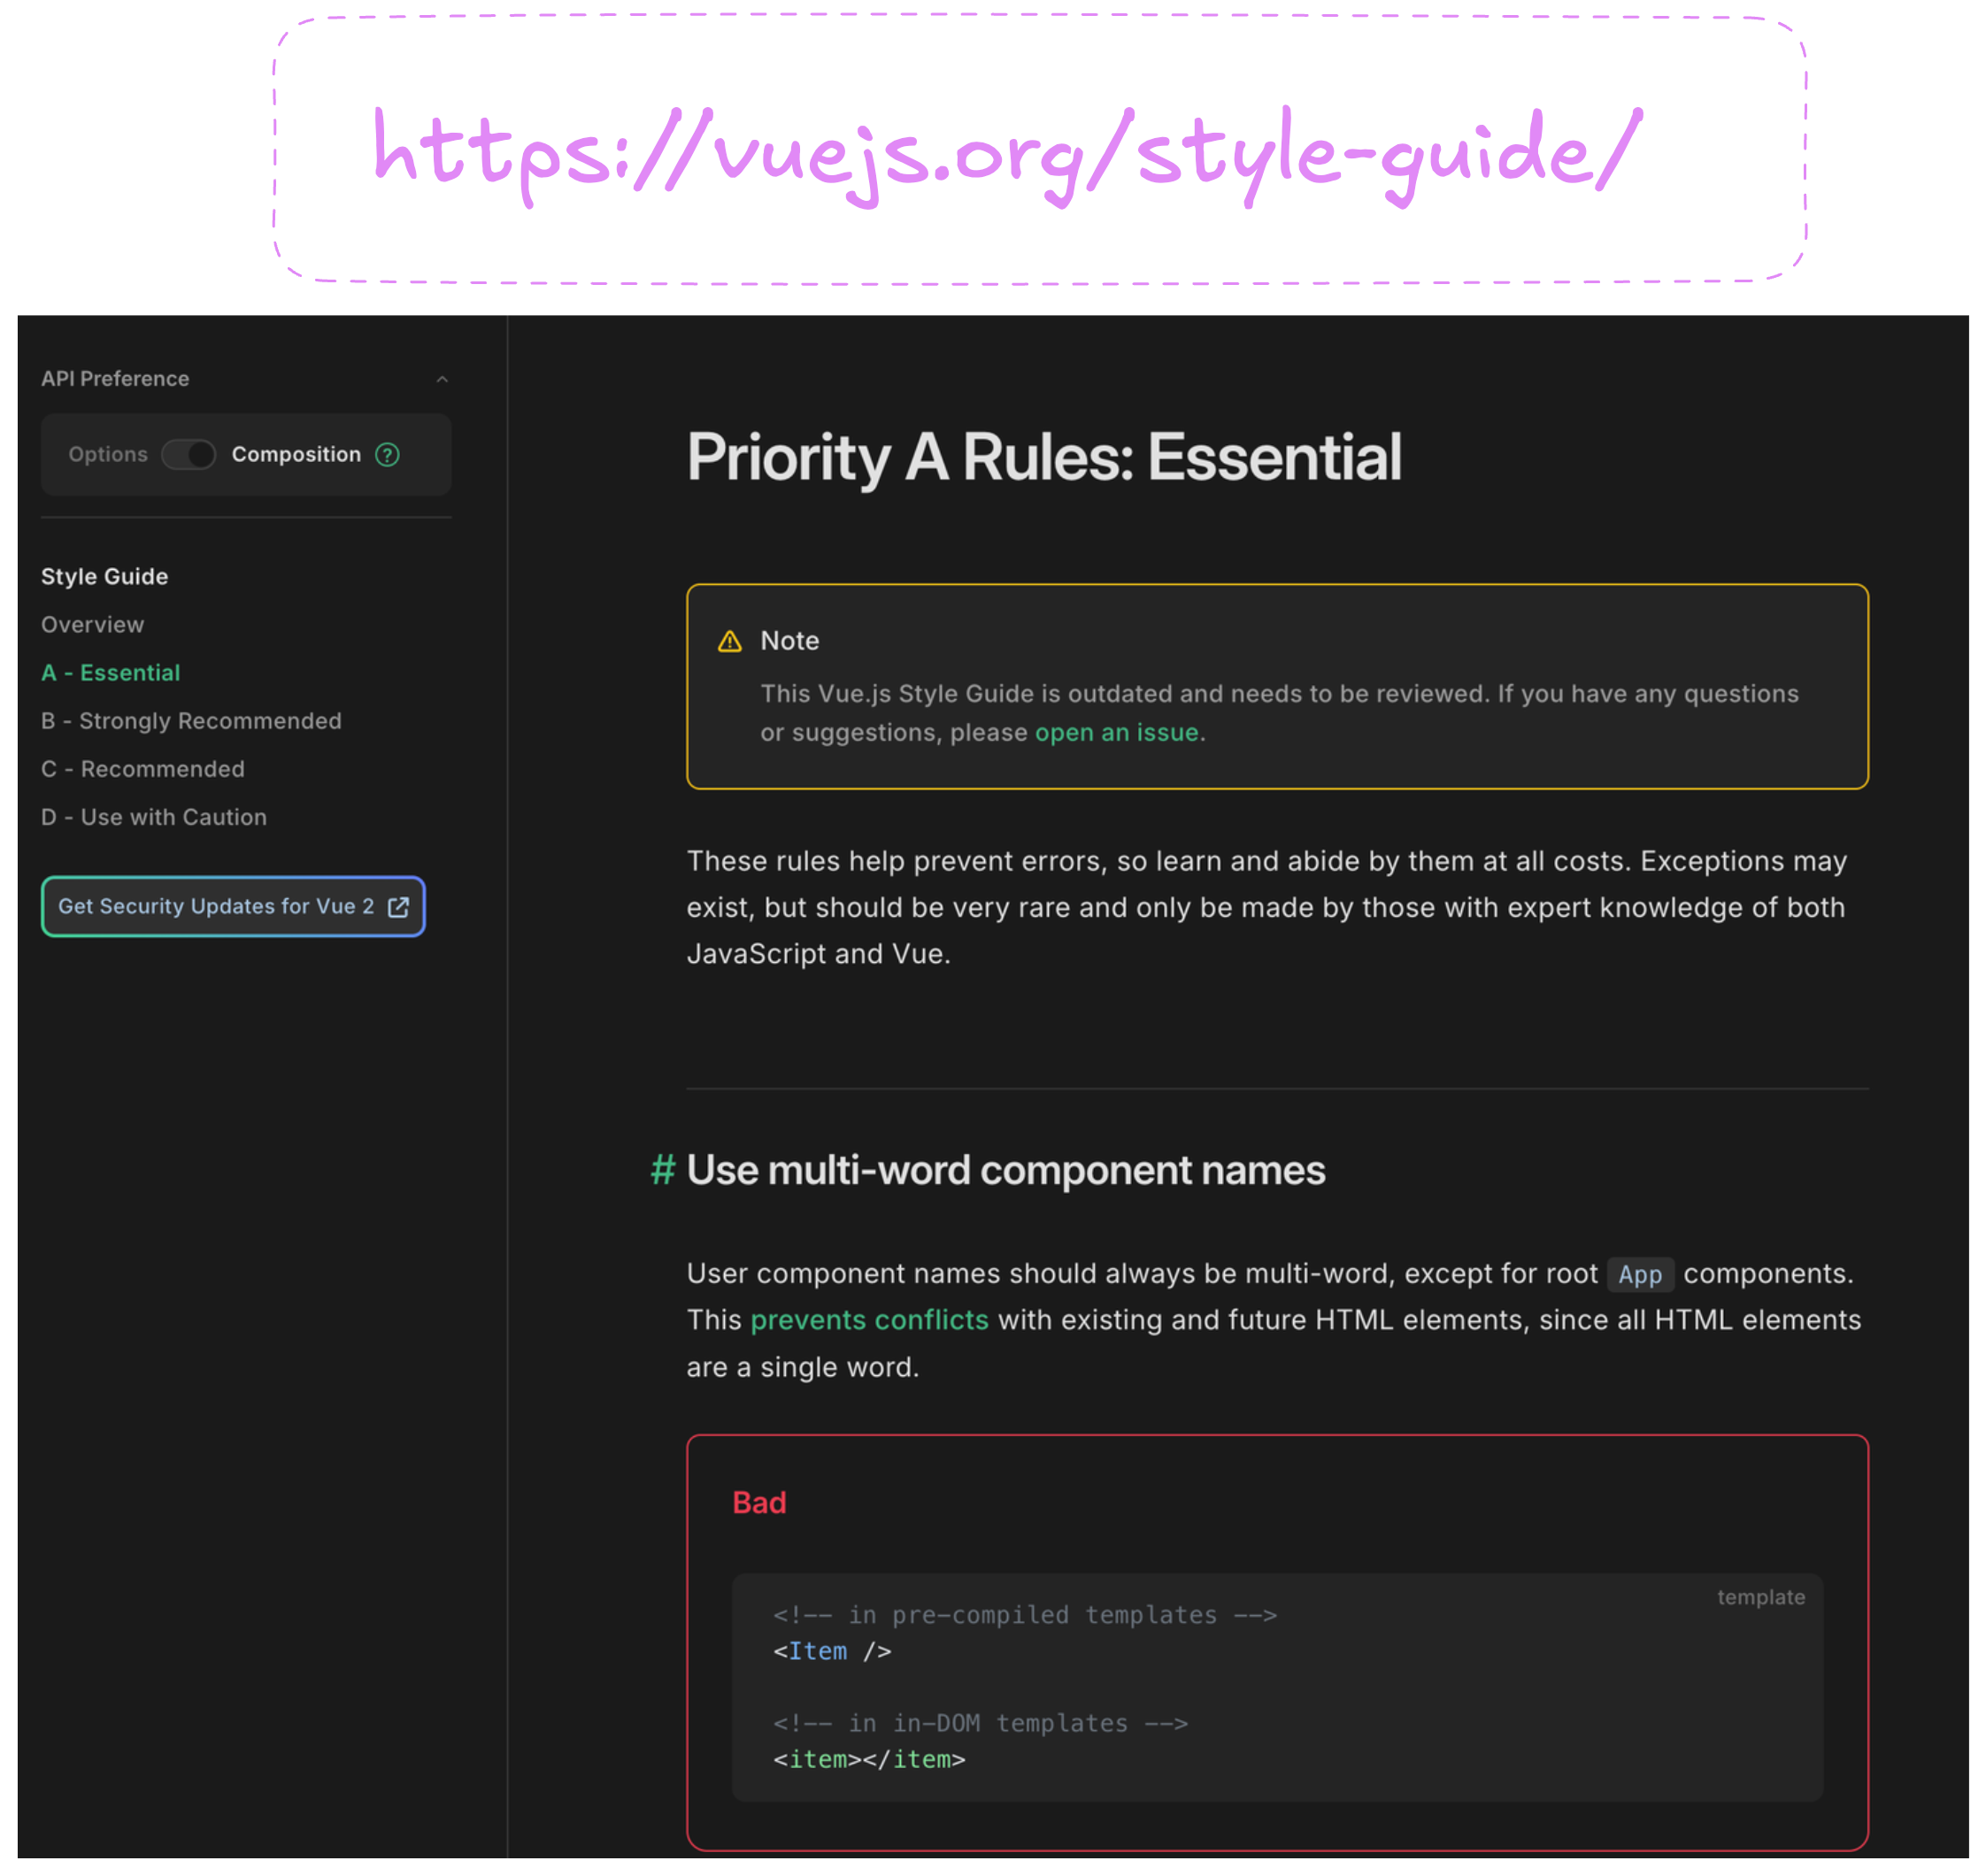 https://vuejs.org/style-guide/
API Preference
Options Composition ?
Style Guide
Overview
A - Essential
B - Strongly Recommended
C - Recommended
D - Use with Caution
Get Security Updates for Vue 2
Priority A Rules: Essential
Note
This Vue.js Style Guide is outdated and needs to be reviewed. If you have any questions
or suggestions, please open an issue.
These rules help prevent errors, so learn and abide by them at all costs. Exceptions may
exist, but should be very rare and only be made by those with expert knowledge of both
JavaScript and Vue.
# Use multi-word component names
User component names should always be multi-word, except for root App components.
This prevents conflicts with existing and future HTML elements, since all HTML elements
are a single word.
Bad
template
<!-- in pre-compiled templates -->
<Item />
<!-- in in-DOM templates -->
<item></item>